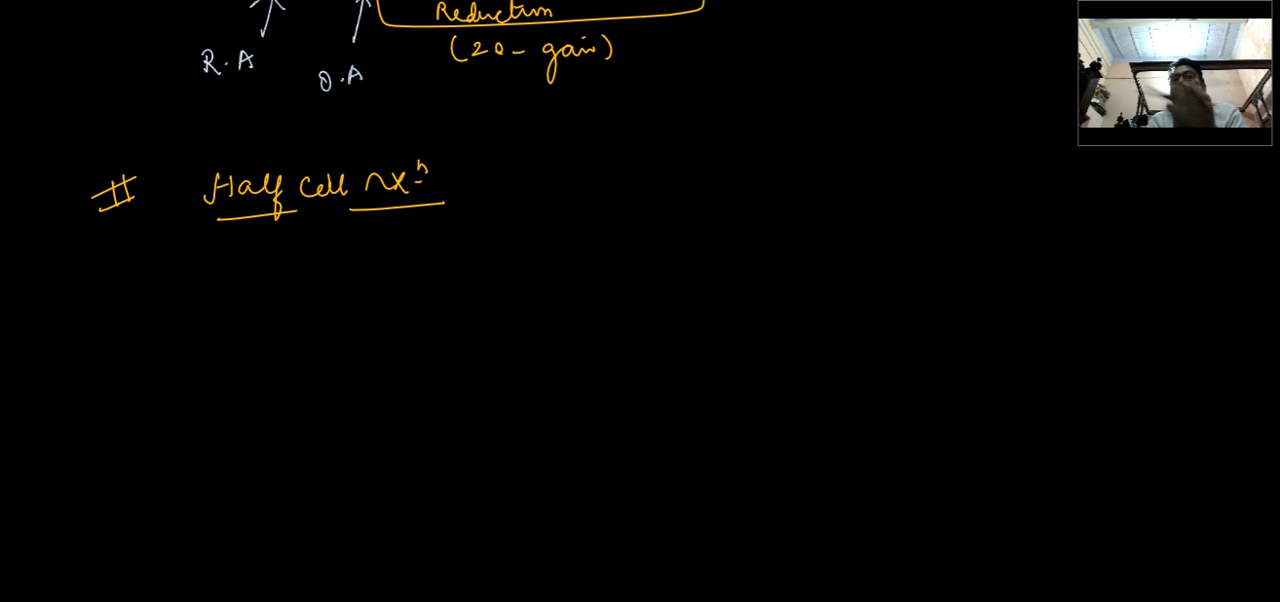 Reduction
(2e- gain)
R.A
O.A
# Half Cell rxⁿ